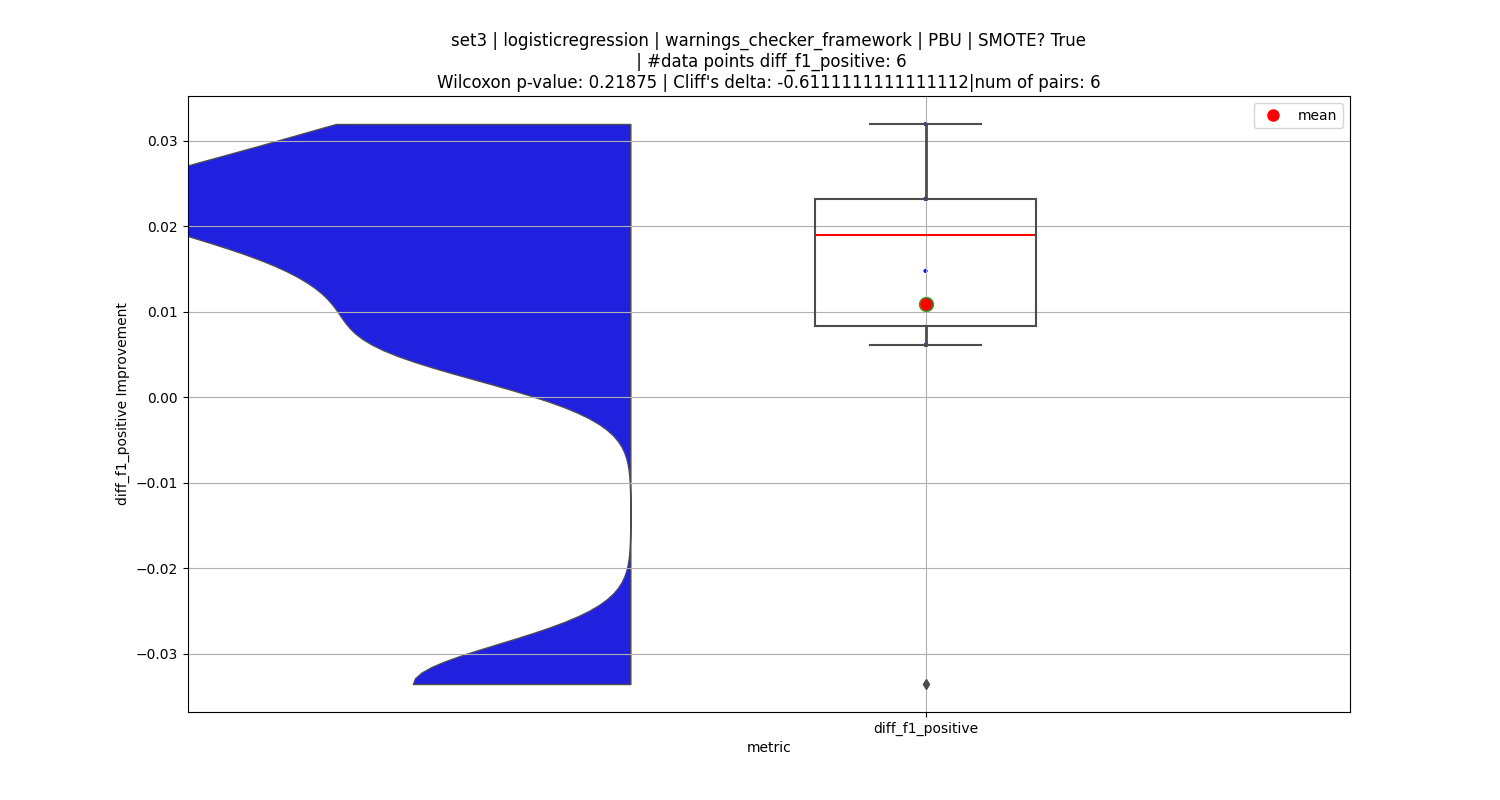 set3 | logisticregression | warnings_checker_framework | PBU | SMOTE? True
| #data points diff_f1_positive: 6
Wilcoxon p-value: 0.21875 | Cliff's delta: -0.6111111111111112|num of pairs: 6
mean
0.03
0.02
0.01
0.00
−0.01
−0.02
−0.03
diff_f1_positive Improvement
diff_f1_positive
metric